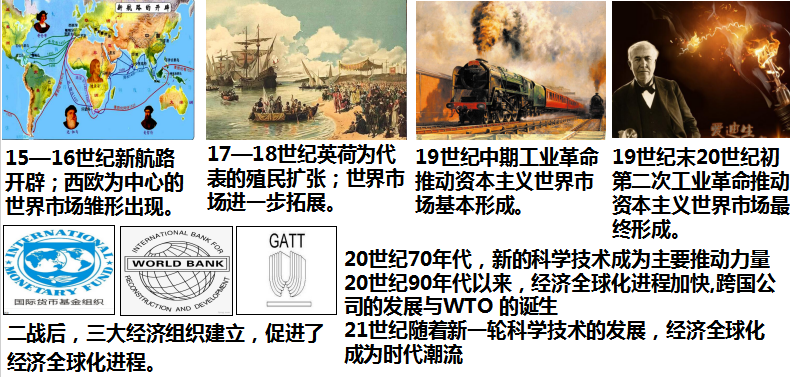 新航路的开辟
15—16世纪新航路
开辟；西欧为中心的
世界市场雏形出现。
17—18世纪英荷为代
表的殖民扩张；世界市
场进一步拓展。
19世纪中期工业革命
推动资本主义世界市
场基本形成。
爱迪生
19世纪末20世纪初
第二次工业革命推动
资本主义世界市场最
终形成。
INTERNATIONAL
MONETARY FUND
国际货币基金组织
INTERNATIONAL BANK FOR
WORLD BANK
RECONSTRUCTION AND DEVELOPMENT
GATT
二战后，三大经济组织建立，促进了
经济全球化进程。
20世纪70年代，新的科学技术成为主要推动力量
20世纪90年代以来，经济全球化进程加快,跨国公
司的发展与WTO 的诞生
21世纪随着新一轮科学技术的发展，经济全球化
成为时代潮流